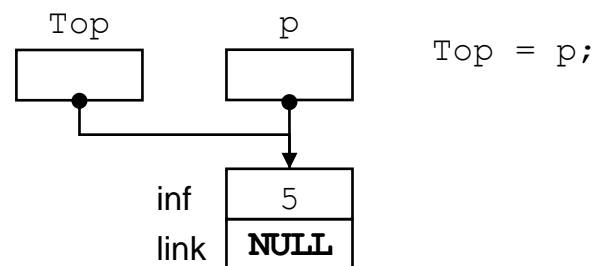 Top p Top = p;
inf 5
link NULL